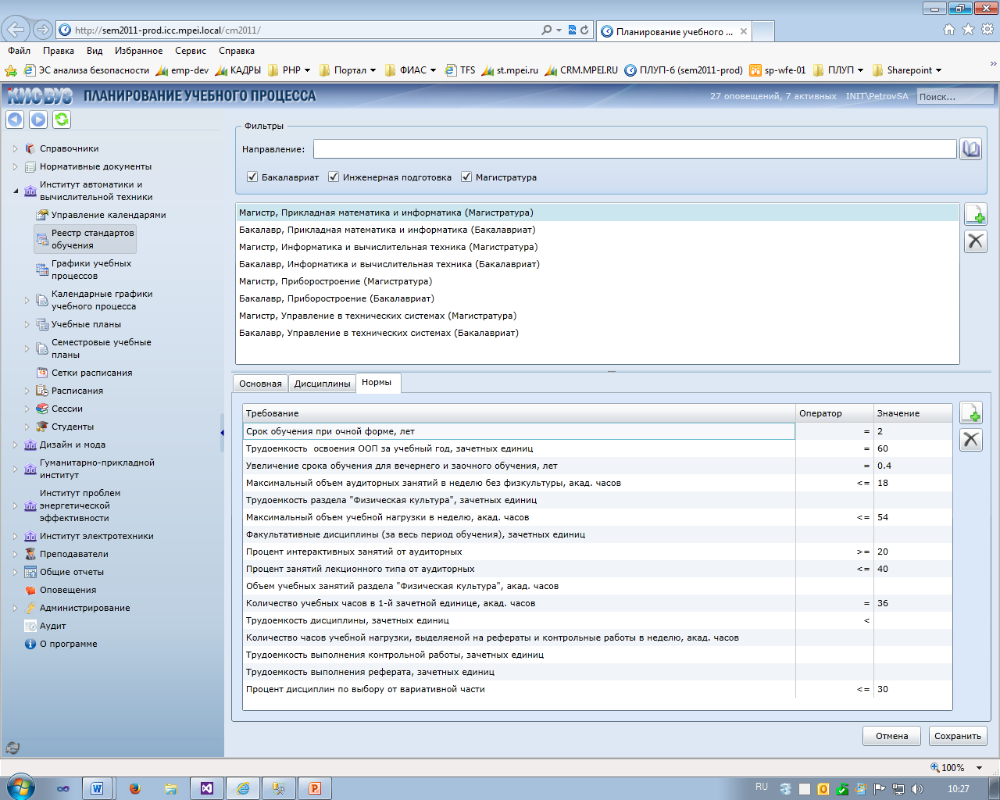 http://sem2011-prod.icc.mpei.local/cm2011/
Планирование учебного ...
Файл Правка Вид Избранное Сервис Справка
ЭС анализа безопасности emp-dev КАДРЫ PHP Портал ФИАС TFS st.mpei.ru CRM.MPEI.RU ПЛУП-6 (sem2011-prod) sp-wfe-01 ПЛУП Sharepoint
КИС ВУЗ ПЛАНИРОВАНИЕ УЧЕБНОГО ПРОЦЕССА
27 оповещений, 7 активных INIT\PetrovSA Поиск...
Справочники
Нормативные документы
Институт автоматики и
вычислительной техники
Управление календарями
Реестр стандартов
обучения
Графики учебных
процессов
Календарные графики
учебного процесса
Учебные планы
Семестровые учебные
планы
Сетки расписания
Расписания
Сессии
Студенты
Дизайн и мода
Гуманитарно-прикладной
институт
Институт проблем
энергетической
эффективности
Институт электротехники
Преподаватели
Общие отчеты
Оповещения
Администрирование
Аудит
О программе
Фильтры
Направление:
Бакалавриат Инженерная подготовка Магистратура
Магистр, Прикладная математика и информатика (Магистратура)
Бакалавр, Прикладная математика и информатика (Бакалавриат)
Магистр, Информатика и вычислительная техника (Магистратура)
Бакалавр, Информатика и вычислительная техника (Бакалавриат)
Магистр, Приборостроение (Магистратура)
Бакалавр, Приборостроение (Бакалавриат)
Магистр, Управление в технических системах (Магистратура)
Бакалавр, Управление в технических системах (Бакалавриат)
Основная Дисциплины Нормы
Требование Оператор Значение
Срок обучения при очной форме, лет = 2
Трудоемкость освоения ООП за учебный год, зачетных единиц = 60
Увеличение срока обучения для вечернего и заочного обучения, лет = 0.4
Максимальный объем аудиторных занятий в неделю без физкультуры, акад. часов <= 18
Трудоемкость раздела "Физическая культура", зачетных единиц
Максимальный объем учебной нагрузки в неделю, акад. часов <= 54
Факультативные дисциплины (за весь период обучения), зачетных единиц
Процент интерактивных занятий от аудиторных >= 20
Процент занятий лекционного типа от аудиторных <= 40
Объем учебных занятий раздела "Физическая культура", акад. часов
Количество учебных часов в 1-й зачетной единице, акад. часов = 36
Трудоемкость дисциплины, зачетных единиц <
Количество часов учебной нагрузки, выделяемой на рефераты и контрольные работы в неделю, акад. часов
Трудоемкость выполнения контрольной работы, зачетных единиц
Трудоемкость выполнения реферата, зачетных единиц
Процент дисциплин по выбору от вариативной части <= 30
Отмена Сохранить
100%
RU 10:27